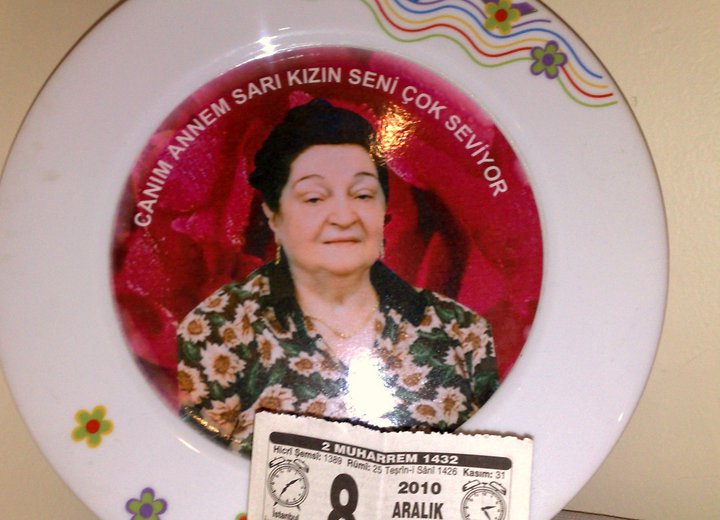 CANIM ANNEM SARI KIZIN SENİ ÇOK SEVİYOR
2 MUHARREM 1432
Hicri Şemsi: 1389 Rûmi: 25 Teşrin-i Sâni 1426 Kasım: 31
8
2010
ARALIK
İstanbul